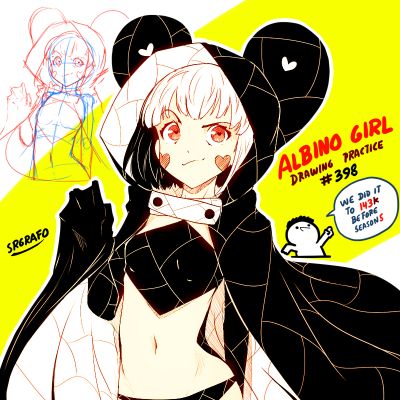 ALBINO GIRL
DRAWING PRACTICE
#398
WE DID IT
TO 143K
BEFORE
SEASON5
SRGRAFO